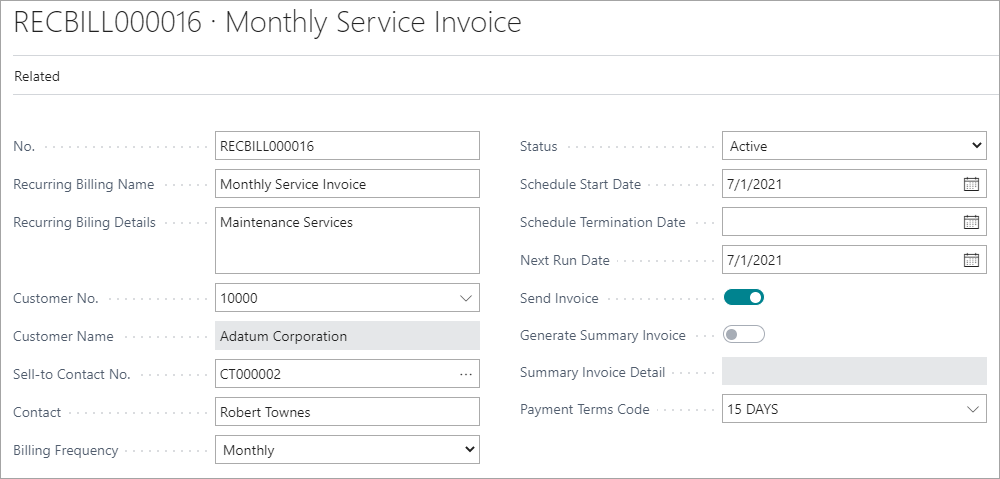 RECBILL000016 · Monthly Service Invoice
Related
No. RECBILL000016
Recurring Billing Name Monthly Service Invoice
Recurring Biling Details Maintenance Services
Customer No. 10000
Customer Name Adatum Corporation
Sell-to Contact No. CT000002 ...
Contact Robert Townes
Billing Frequency Monthly
Status Active
Schedule Start Date 7/1/2021
Schedule Termination Date
Next Run Date 7/1/2021
Send Invoice
Generate Summary Invoice
Summary Invoice Detail
Payment Terms Code 15 DAYS